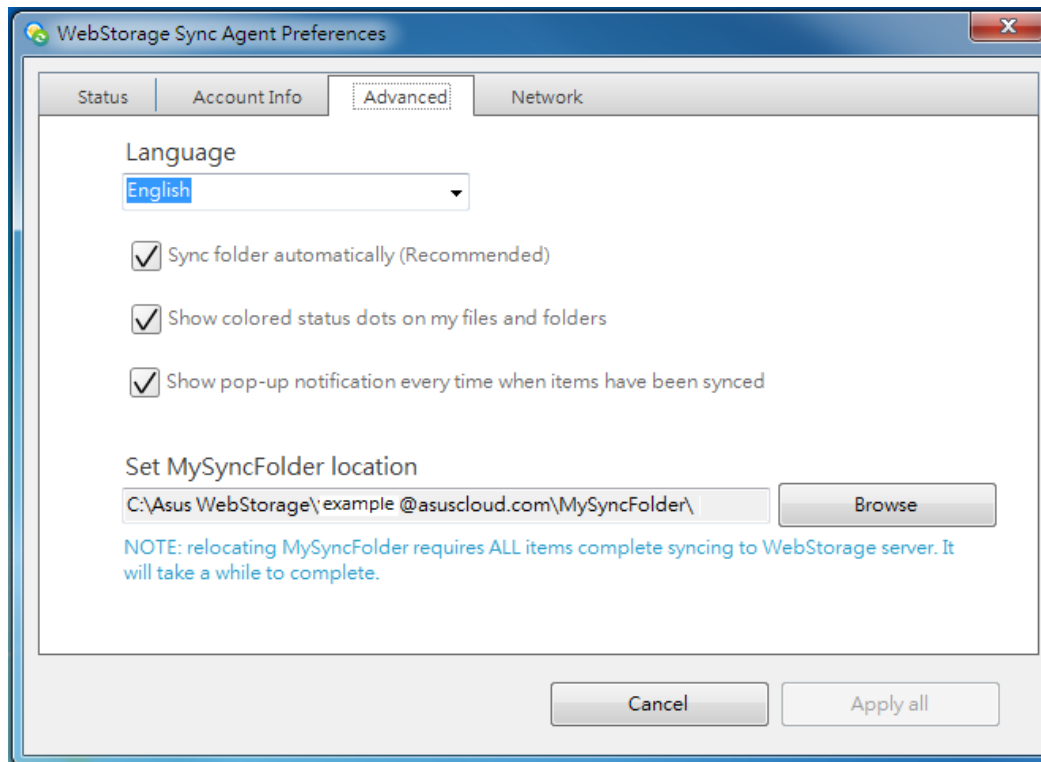 WebStorage Sync Agent Preferences
Status Account Info Advanced Network
Language
English
Sync folder automatically (Recommended)
Show colored status dots on my files and folders
Show pop-up notification every time when items have been synced
Set MySyncFolder location
C:\Asus WebStorage\example@asuscloud.com\MySyncFolder\ Browse
NOTE: relocating MySyncFolder requires ALL items complete syncing to WebStorage server. It
will take a while to complete.
Cancel Apply all